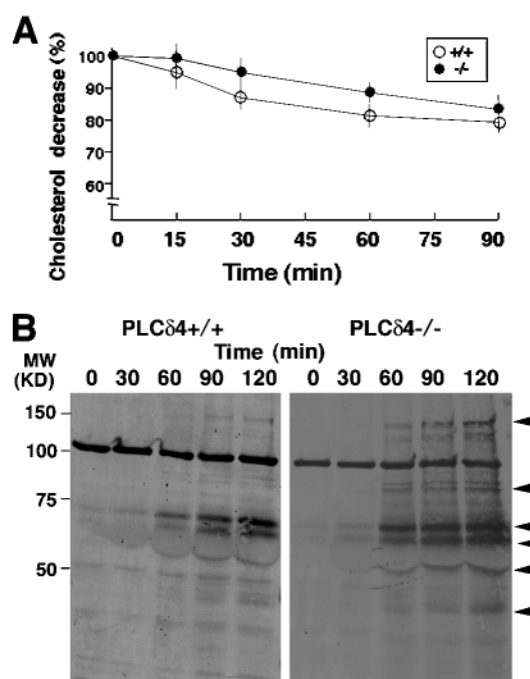 A
Cholesterol decrease (%)
100
90
80
70
60
0 15 30 45 60 75 90
Time (min)
+/+
-/-
B
PLCδ4+/+ PLCδ4-/-
Time (min)
MW
(KD)
0 30 60 90 120 0 30 60 90 120
150
100
75
50